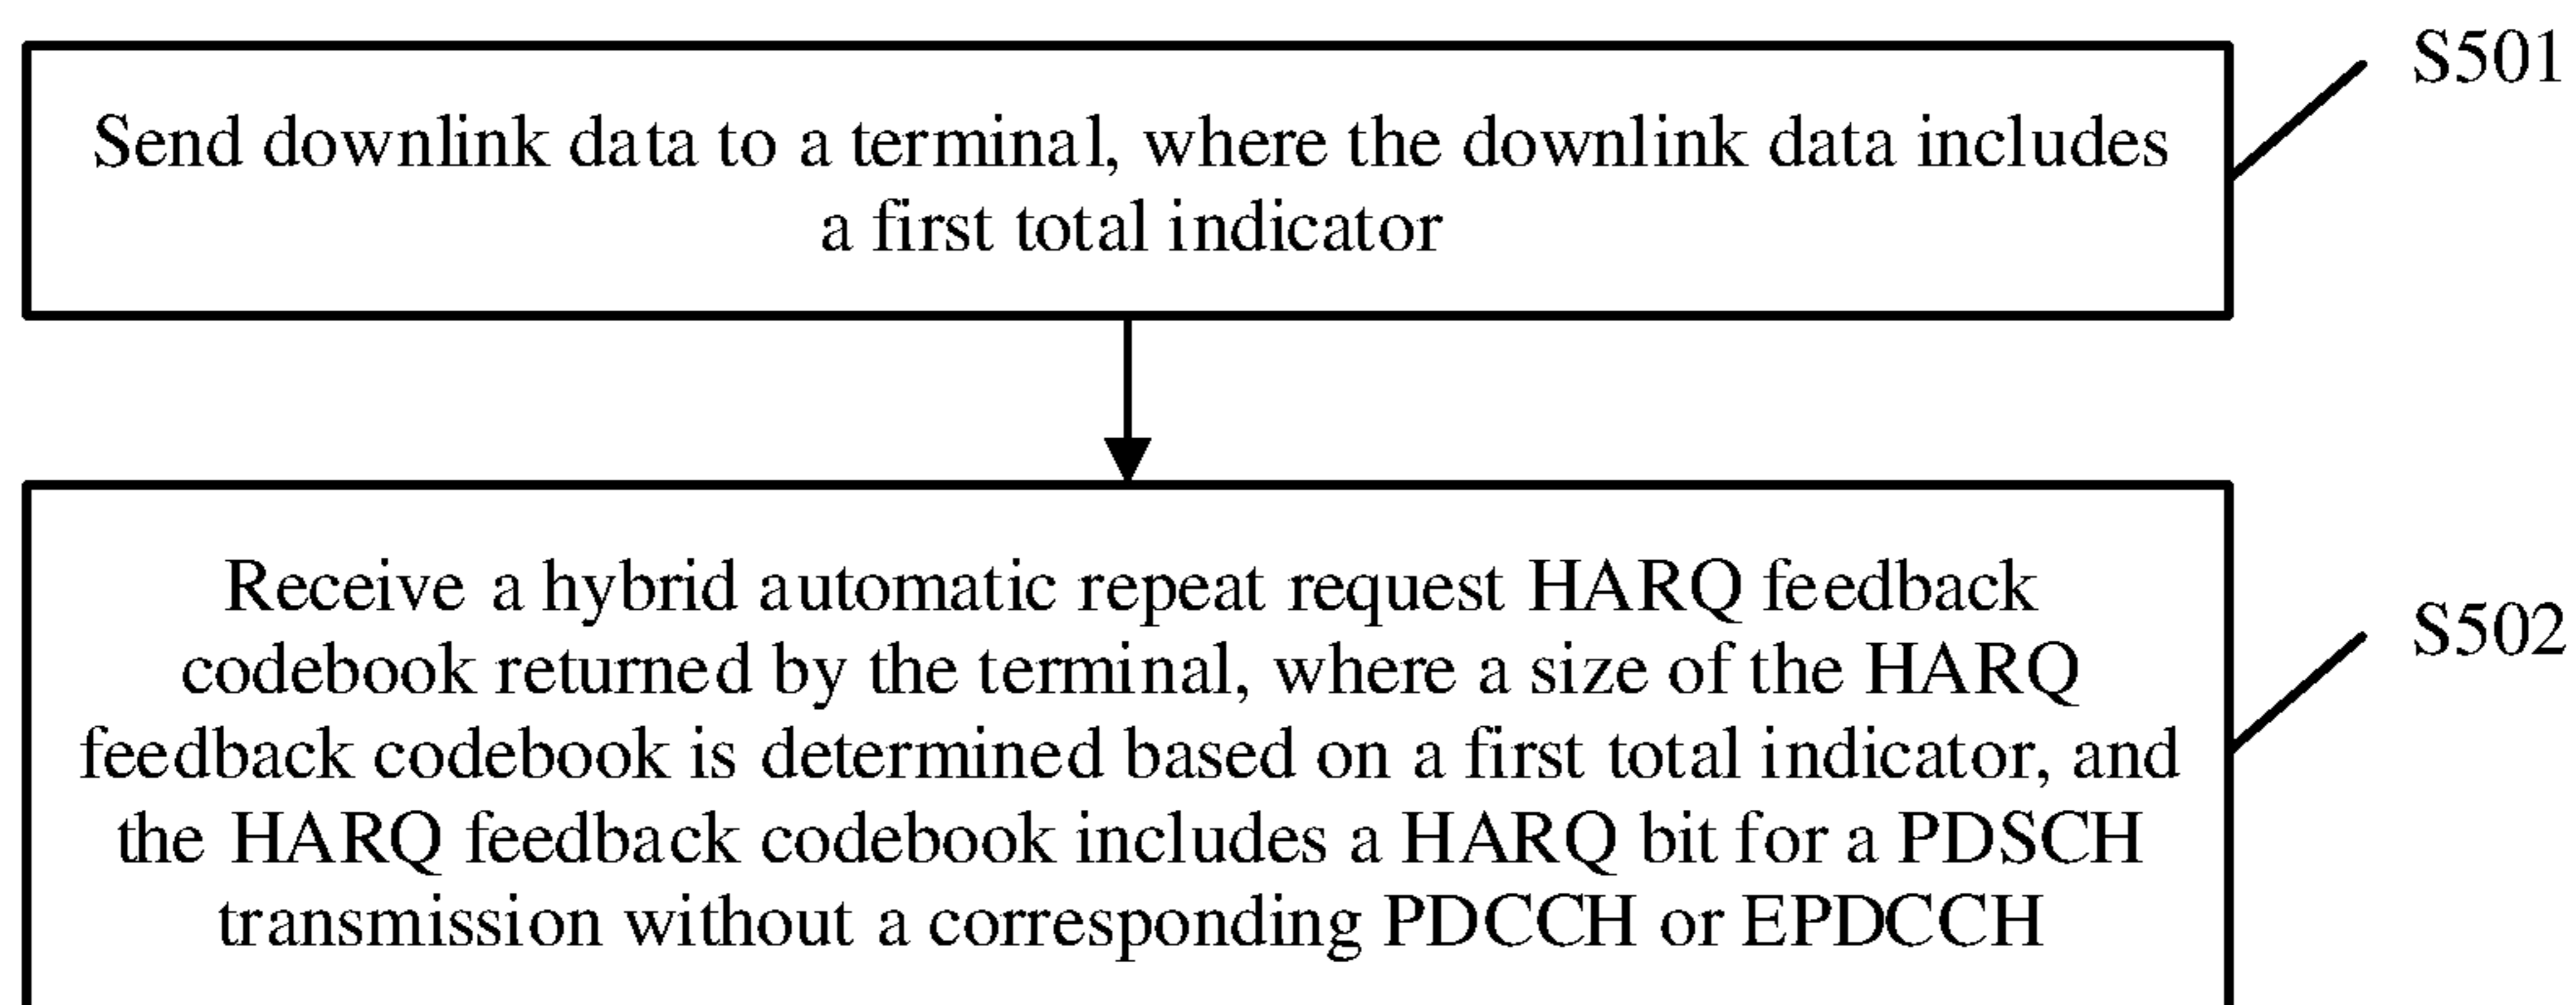 S501
Send downlink data to a terminal, where the downlink data includes
a first total indicator
Receive a hybrid automatic repeat request HARQ feedback
codebook returned by the terminal, where a size of the HARQ
feedback codebook is determined based on a first total indicator, and
the HARQ feedback codebook includes a HARQ bit for a PDSCH
transmission without a corresponding PDCCH or EPDCCH
S502